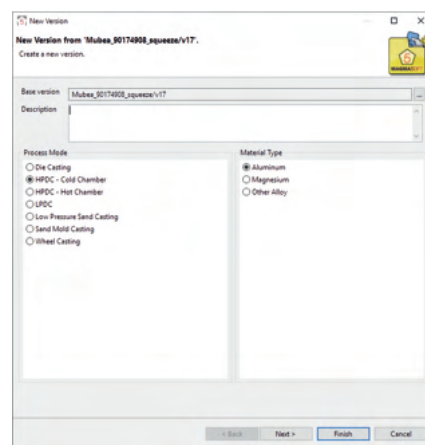 New Version
New Version from 'Mubea_90174908_squeeze/v17'.
Create a new version.
MAGMASOFT
Base version
Mubea_90174908_squeeze/v17
...
Description
Process Mode
Die Casting
HPDC - Cold Chamber
HPDC - Hot Chamber
LPDC
Low Pressure Sand Casting
Sand Mold Casting
Wheel Casting
Material Type
Aluminum
Magnesium
Other Alloy
< Back
Next >
Finish
Cancel